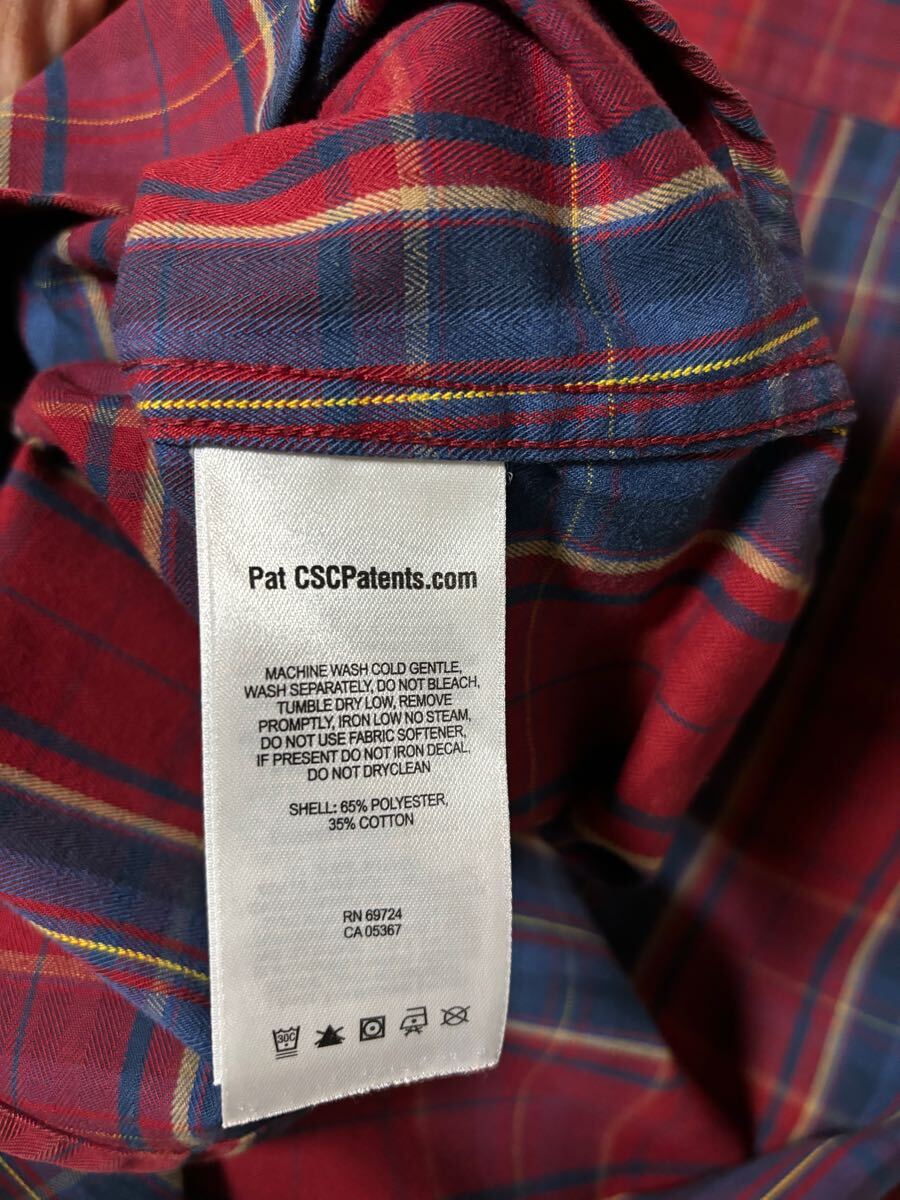 Pat CSCPatents.com
MACHINE WASH COLD GENTLE,
WASH SEPARATELY, DO NOT BLEACH,
TUMBLE DRY LOW, REMOVE
PROMPTLY, IRON LOW NO STEAM,
DO NOT USE FABRIC SOFTENER,
IF PRESENT DO NOT IRON DECAL,
DO NOT DRYCLEAN
SHELL: 65% POLYESTER,
35% COTTON
RN 69724
CA 05367
30C